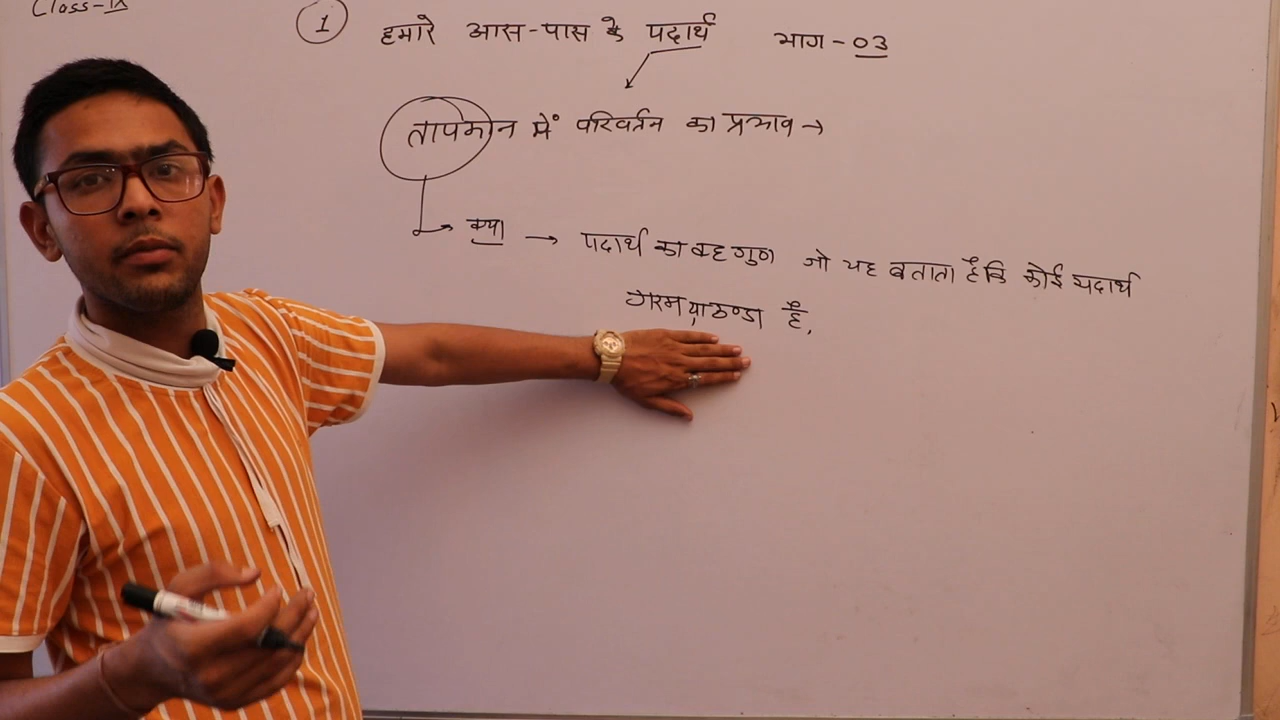 Class-IX
1 हमारे आस-पास के पदार्थ भाग-03
तापमान में परिवर्तन का प्रभाव →
क्या → पदार्थ का वह गुण जो यह बताता है कि कोई पदार्थ
गरम या ठण्डा है,